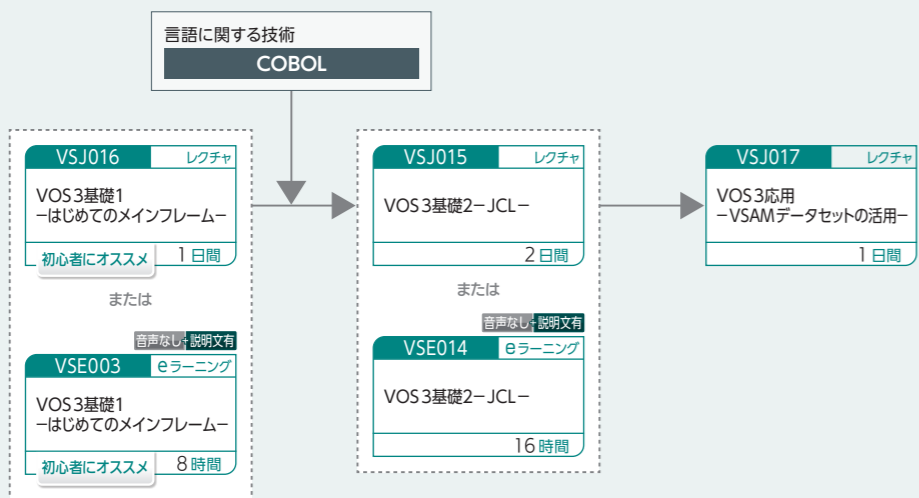 言語に関する技術
COBOL
VSJ016 レクチャ
VOS3基礎1
−はじめてのメインフレーム−
初心者にオススメ 1日間
または
音声なし+説明文有
VSE003 eラーニング
VOS3基礎1
−はじめてのメインフレーム−
初心者にオススメ 8時間
VSJ015 レクチャ
VOS3基礎2−JCL−
2日間
または
音声なし+説明文有
VSE014 eラーニング
VOS3基礎2−JCL−
16時間
VSJ017 レクチャ
VOS3応用
−VSAMデータセットの活用−
1日間